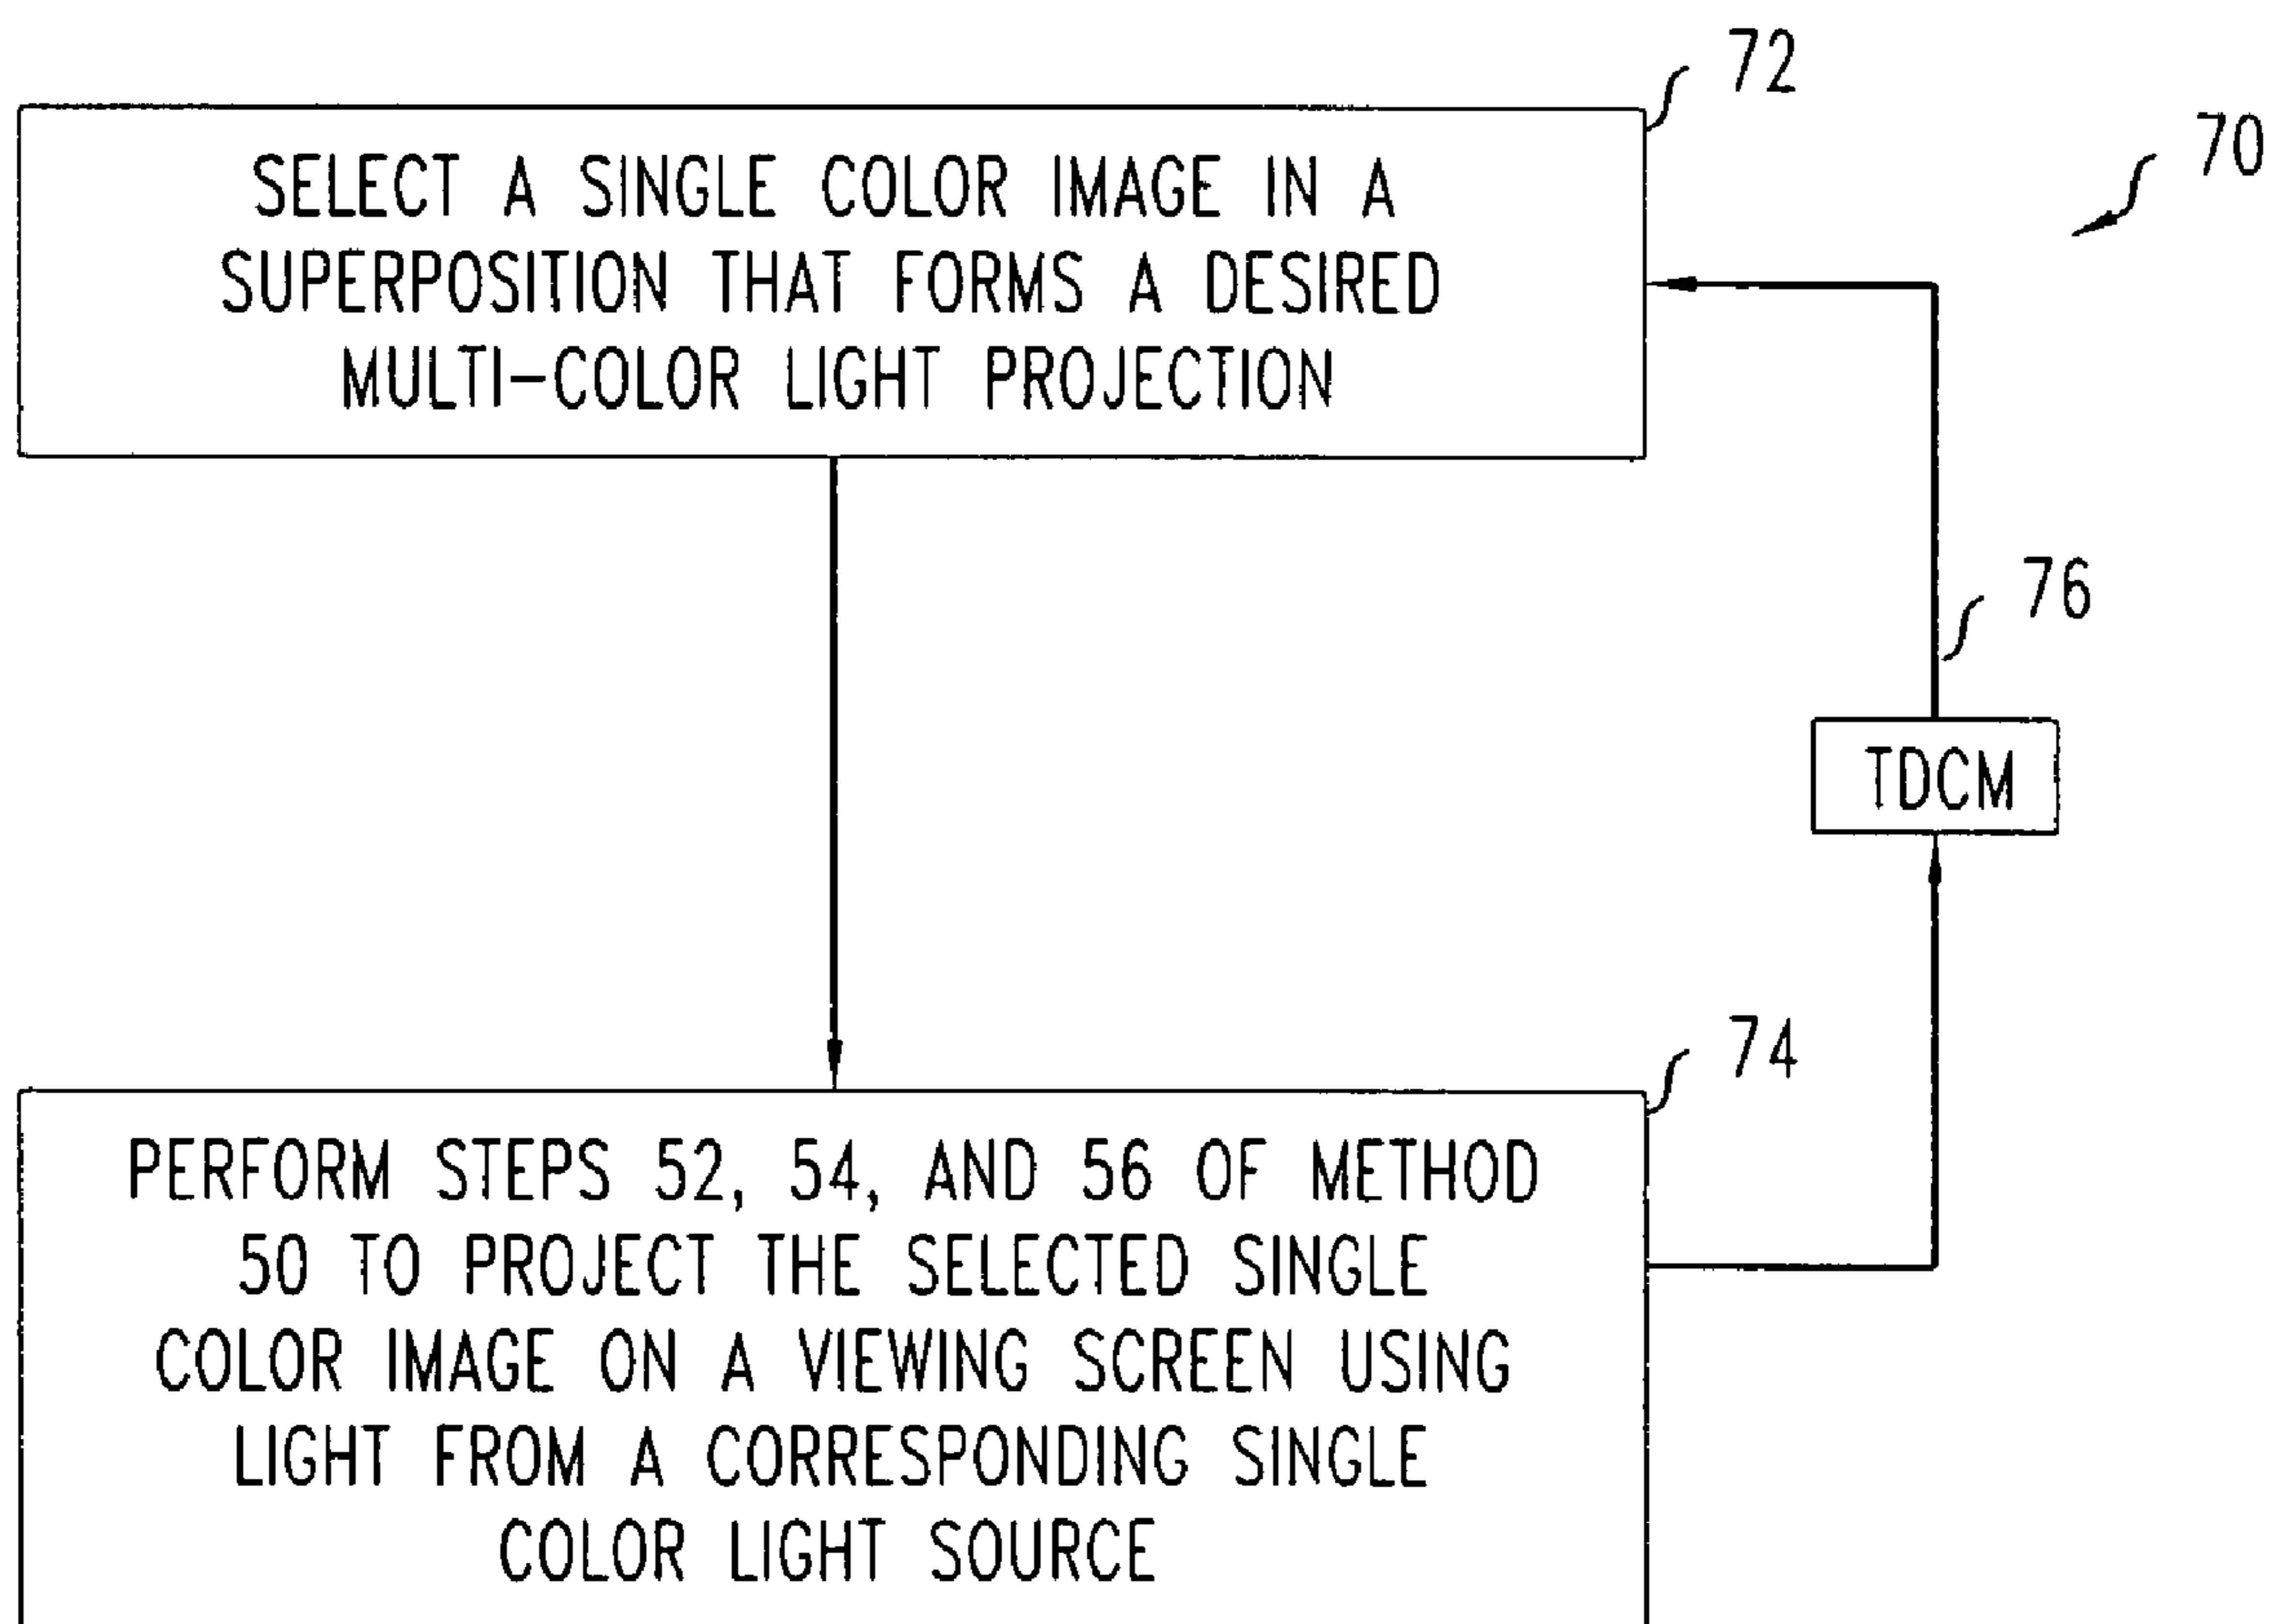 72
70
SELECT A SINGLE COLOR IMAGE IN A
SUPERPOSITION THAT FORMS A DESIRED
MULTI-COLOR LIGHT PROJECTION
76
TDCM
74
PERFORM STEPS 52, 54, AND 56 OF METHOD
50 TO PROJECT THE SELECTED SINGLE
COLOR IMAGE ON A VIEWING SCREEN USING
LIGHT FROM A CORRESPONDING SINGLE
COLOR LIGHT SOURCE